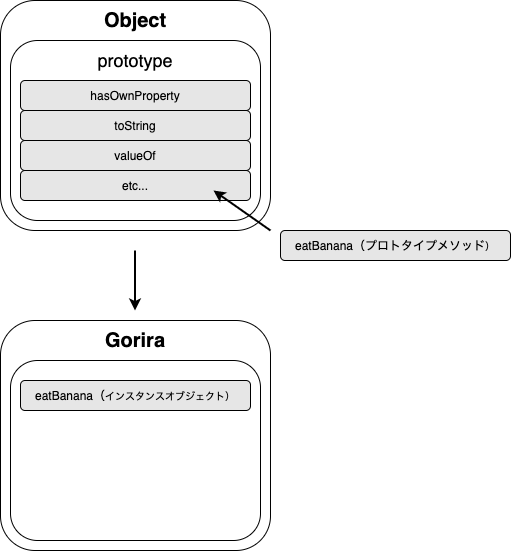 Object
prototype
hasOwnProperty
toString
valueOf
etc...
eatBanana（プロトタイプメソッド）
Gorira
eatBanana（インスタンスオブジェクト）